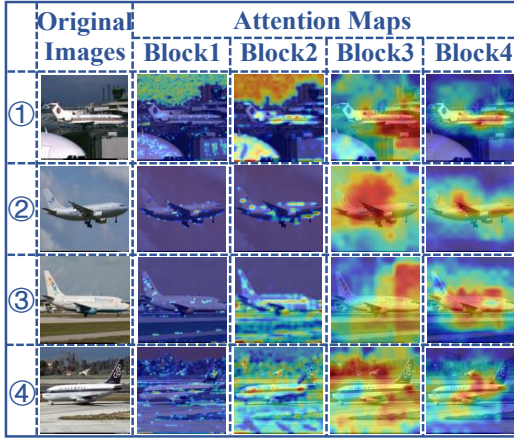 Original Images
Attention Maps
Block1 Block2 Block3 Block4
①
②
③
④